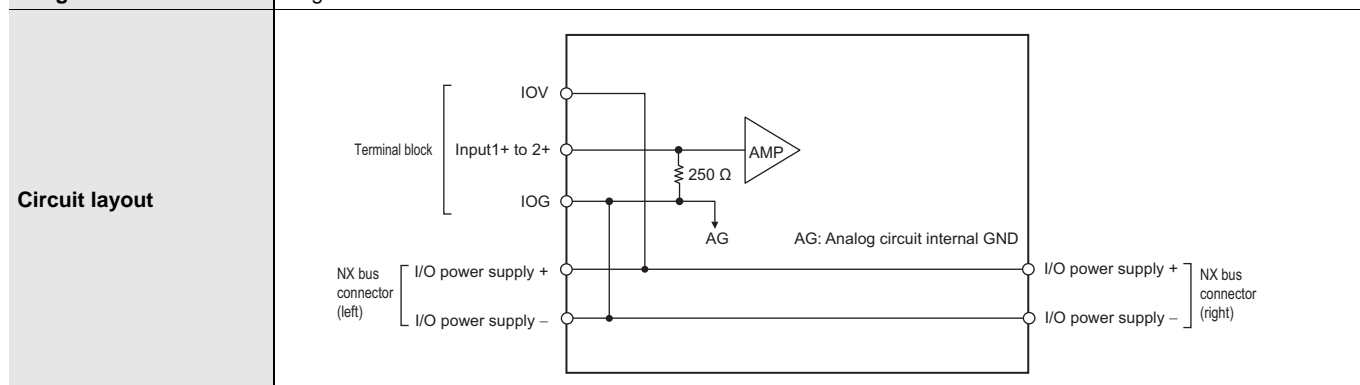 Circuit layout
IOV
Terminal block
Input1+ to 2+
AMP
250 Ω
IOG
AG
AG: Analog circuit internal GND
NX bus
connector
(left)
I/O power supply +
I/O power supply −
I/O power supply +
I/O power supply −
NX bus
connector
(right)